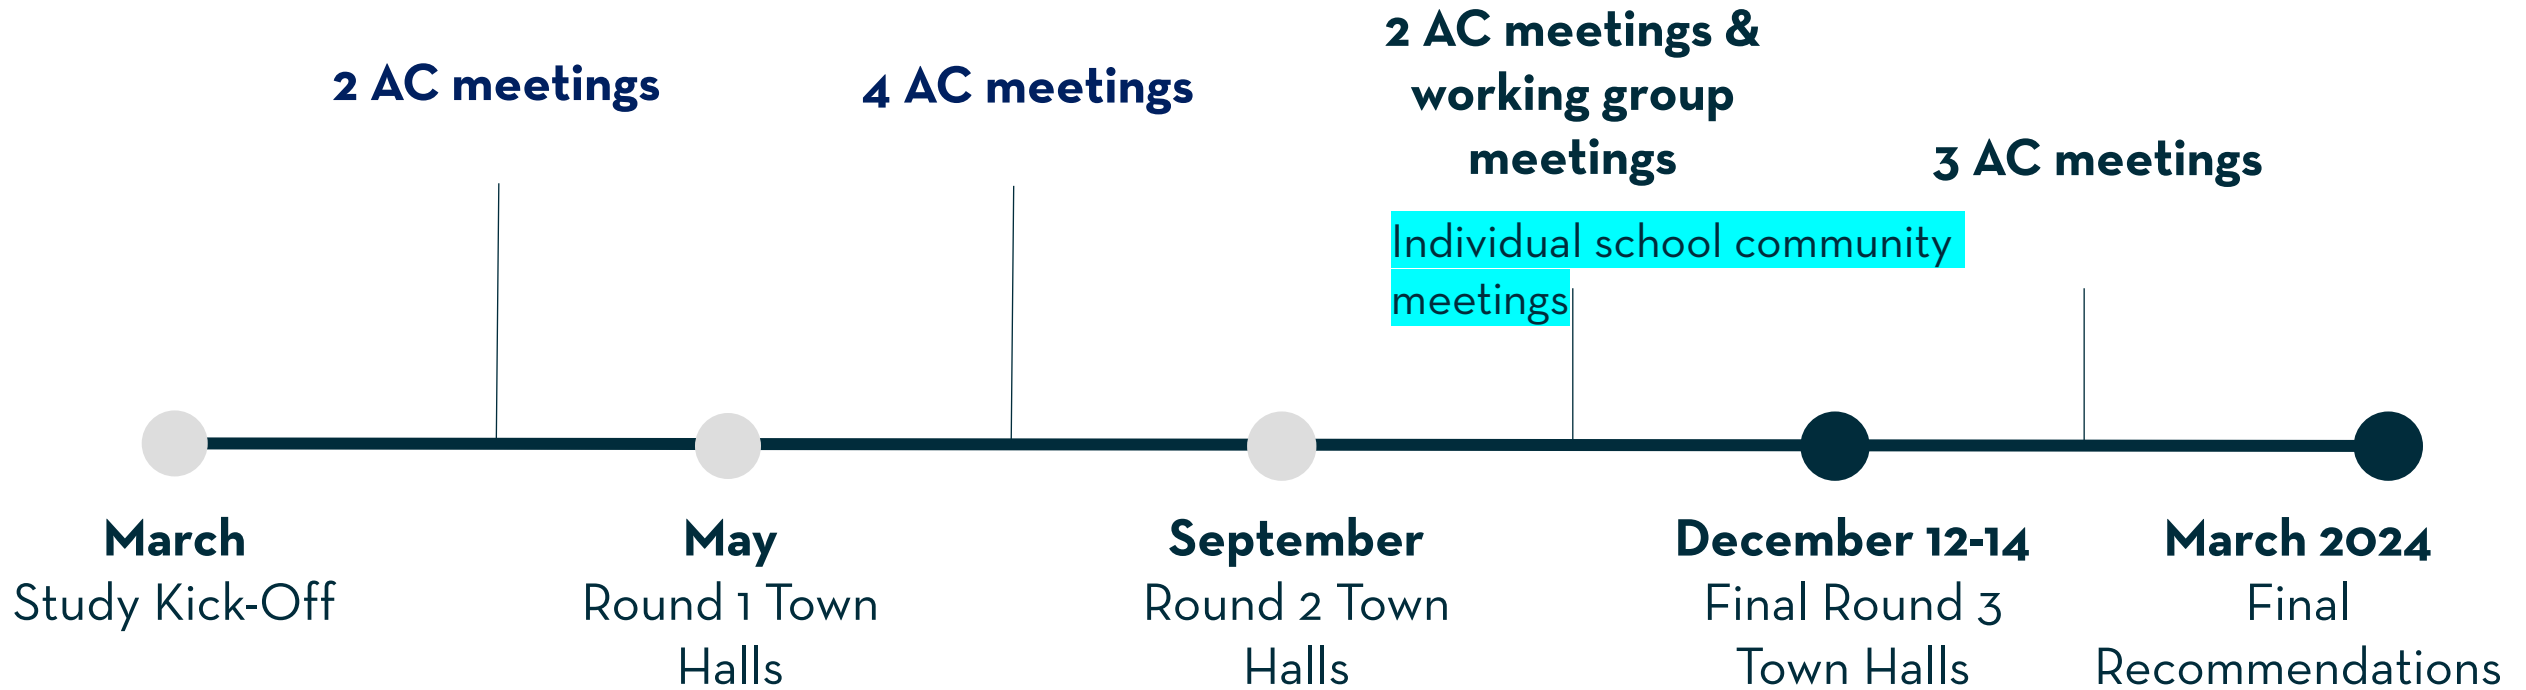 2 AC meetings
4 AC meetings
2 AC meetings &
working group
meetings
Individual school community
meetings
3 AC meetings
March
Study Kick-Off
May
Round 1 Town
Halls
September
Round 2 Town
Halls
December 12-14
Final Round 3
Town Halls
March 2024
Final
Recommendations